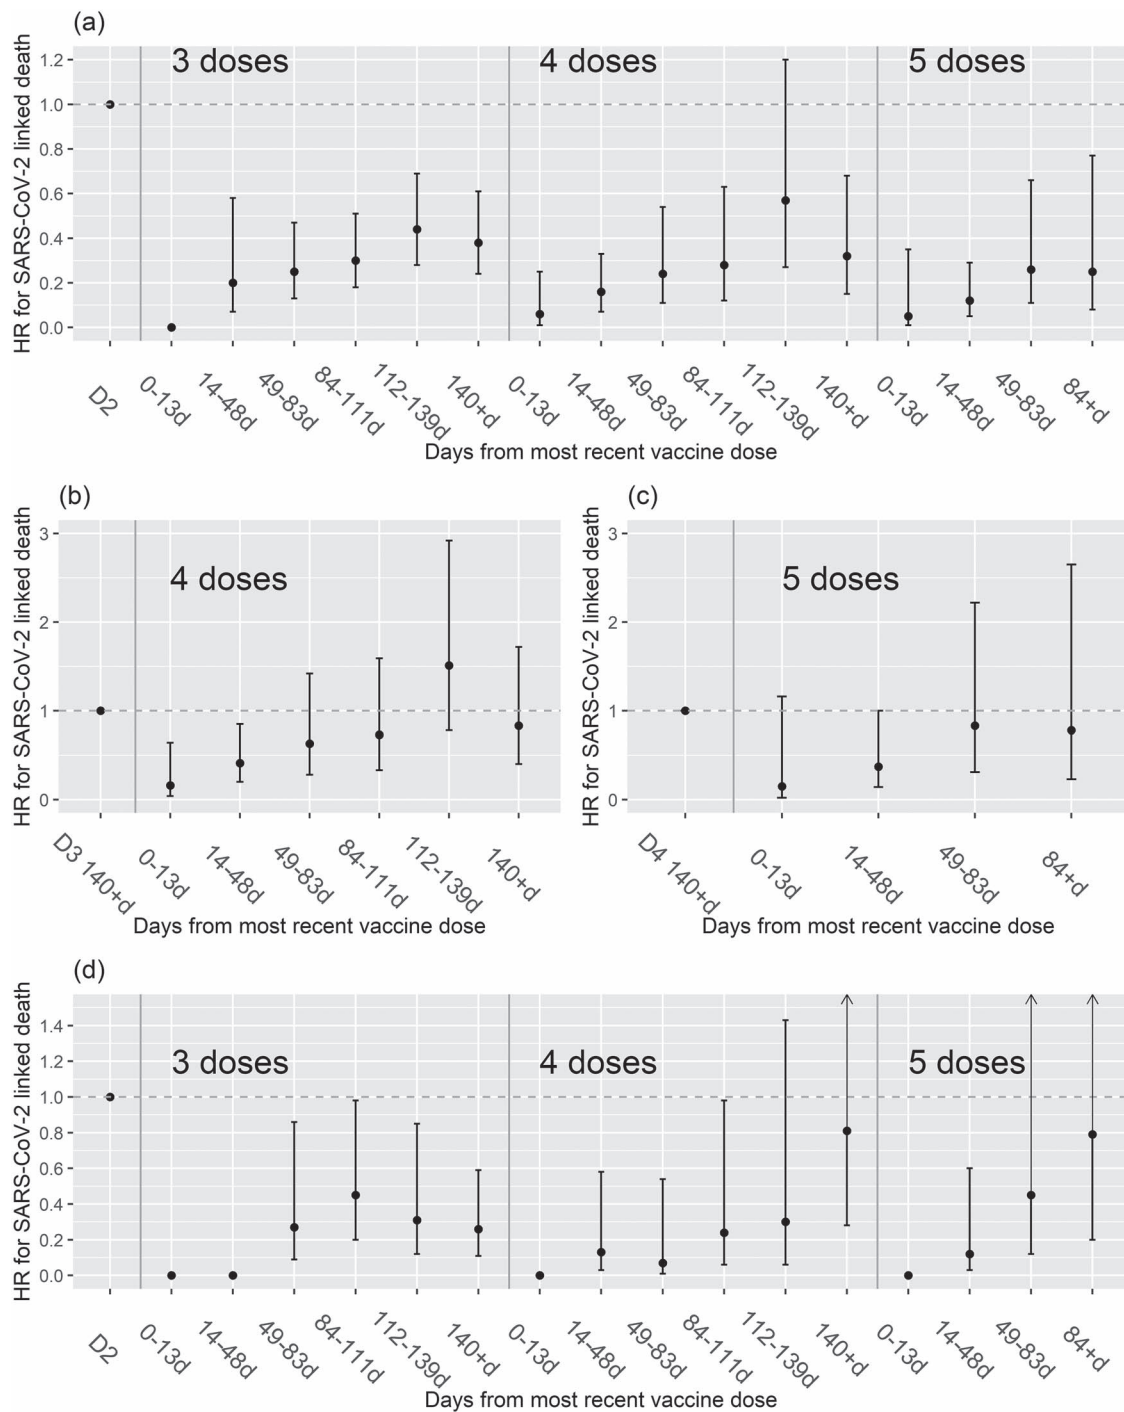 (a)
HR for SARS-CoV-2 linked death
3 doses
4 doses
5 doses
1.2
1.0
0.8
0.6
0.4
0.2
0.0
D2
0-13d
14-48d
49-83d
84-111d
112-139d
140+d
0-13d
14-48d
49-83d
84-111d
112-139d
140+d
0-13d
14-48d
49-83d
84+d
Days from most recent vaccine dose
(b)
HR for SARS-CoV-2 linked death
4 doses
3
2
1
0
D3 140+d
0-13d
14-48d
49-83d
84-111d
112-139d
140+d
Days from most recent vaccine dose
(c)
HR for SARS-CoV-2 linked death
5 doses
3
2
1
0
D4 140+d
0-13d
14-48d
49-83d
84+d
Days from most recent vaccine dose
(d)
HR for SARS-CoV-2 linked death
3 doses
4 doses
5 doses
1.4
1.2
1.0
0.8
0.6
0.4
0.2
0.0
D2
0-13d
14-48d
49-83d
84-111d
112-139d
140+d
0-13d
14-48d
49-83d
84-111d
112-139d
140+d
0-13d
14-48d
49-83d
84+d
Days from most recent vaccine dose